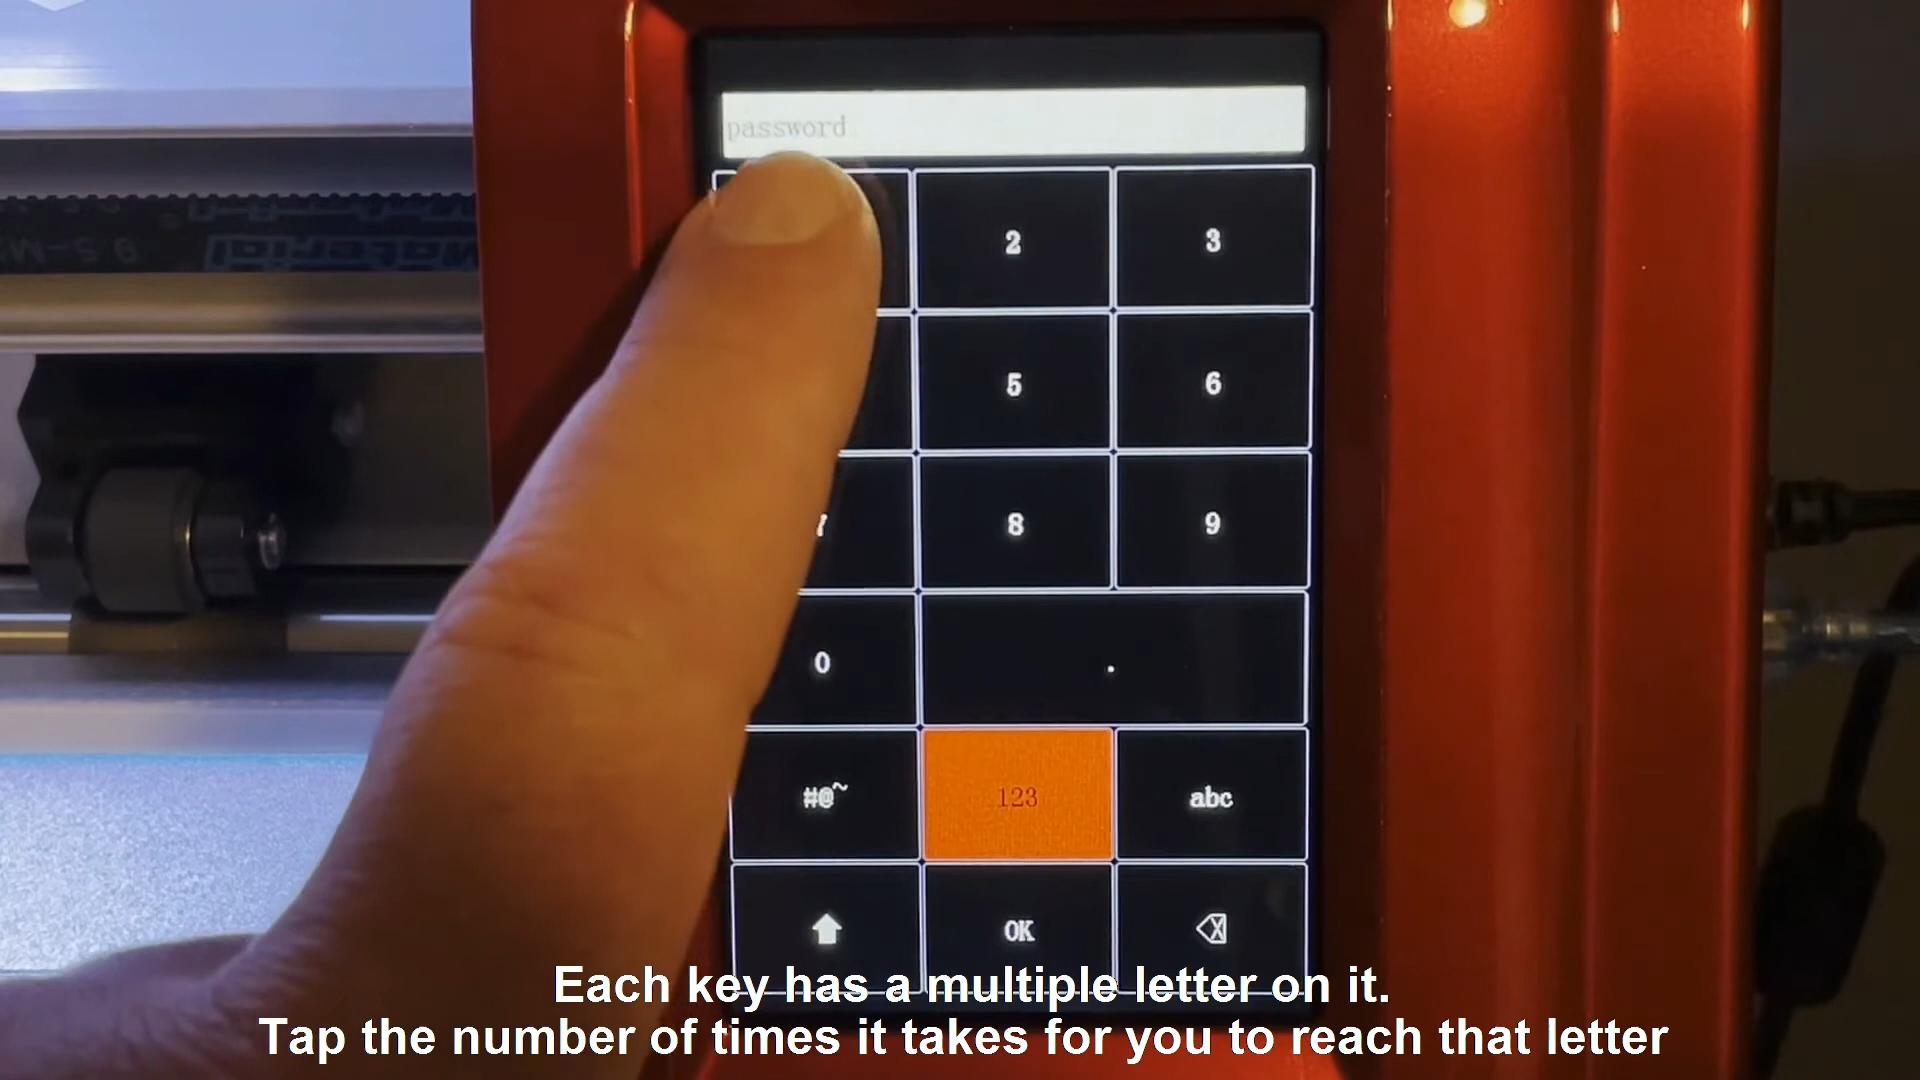 password
2
3
5
6
7
8
9
0
.
#@~
123
abc
OK
Each key has a multiple letter on it.
Tap the number of times it takes for you to reach that letter